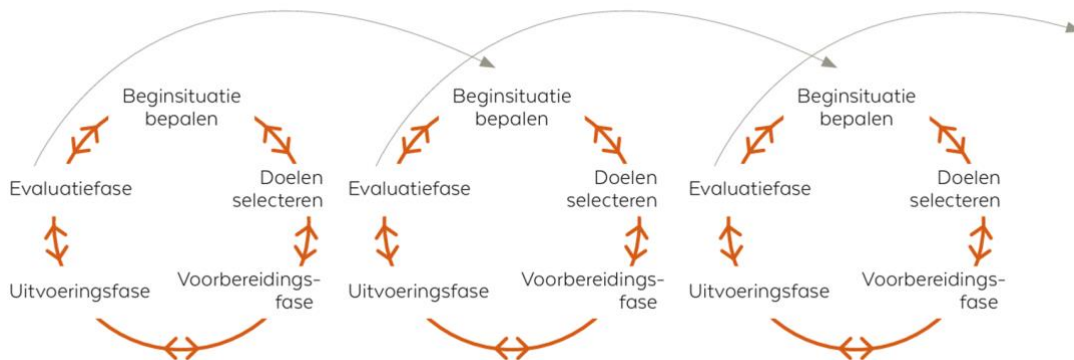 Beginsituatie
bepalen
Doelen
selecteren
Evaluatiefase
Voorbereidings-
fase
Uitvoeringsfase
Beginsituatie
bepalen
Doelen
selecteren
Evaluatiefase
Voorbereidings-
fase
Uitvoeringsfase
Beginsituatie
bepalen
Doelen
selecteren
Evaluatiefase
Voorbereidings-
fase
Uitvoeringsfase